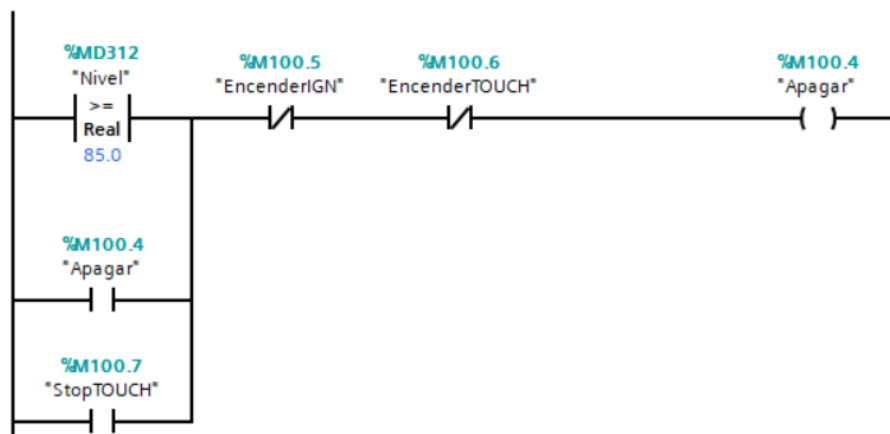 %MD312
"Nivel"
>=
Real
85.0
%M100.5
"EncenderIGN"
%M100.6
"EncenderTOUCH"
%M100.4
"Apagar"
%M100.4
"Apagar"
%M100.7
"StopTOUCH"